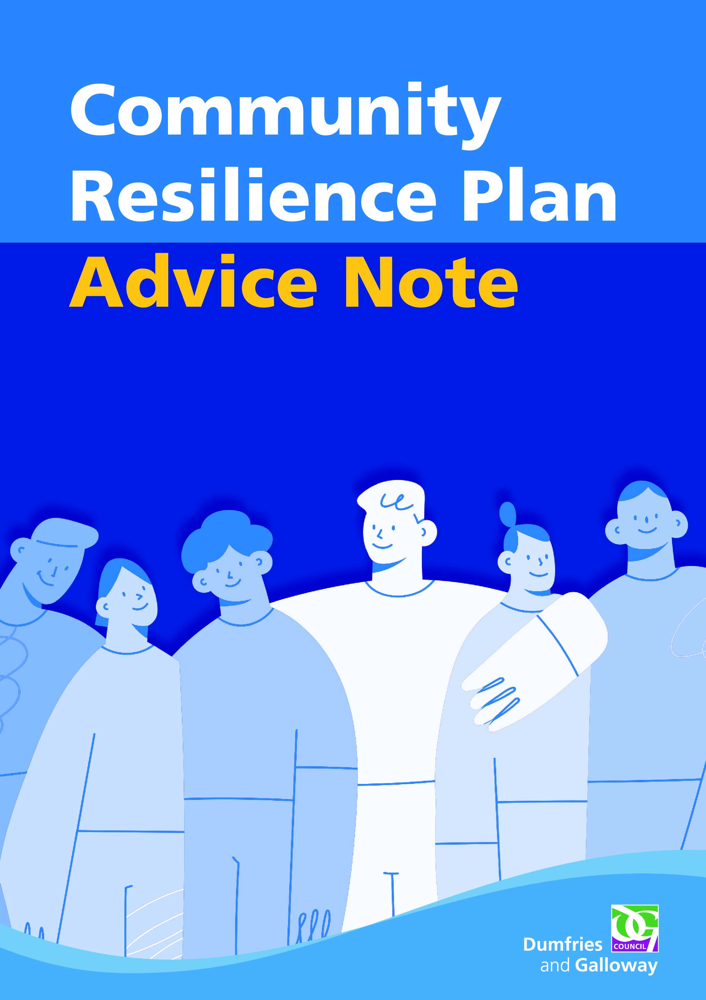 Community
Resilience Plan
Advice Note
COUNCIL
Dumfries
and Galloway